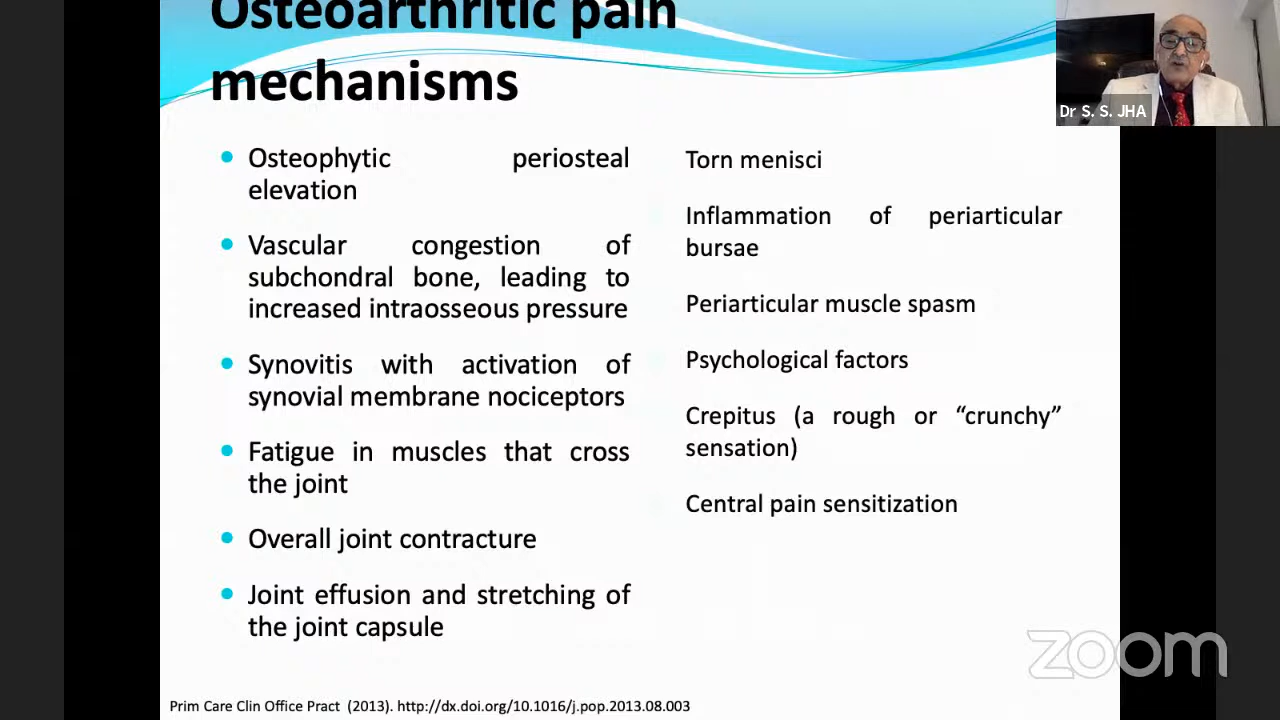 Osteoarthritic pain
mechanisms
Osteophytic periosteal
elevation
Vascular congestion of
subchondral bone, leading to
increased intraosseous pressure
Synovitis with activation of
synovial membrane nociceptors
Fatigue in muscles that cross
the joint
Overall joint contracture
Joint effusion and stretching of
the joint capsule
Torn menisci
Inflammation of periarticular
bursae
Periarticular muscle spasm
Psychological factors
Crepitus (a rough or “crunchy”
sensation)
Central pain sensitization
Prim Care Clin Office Pract (2013). http://dx.doi.org/10.1016/j.pop.2013.08.003
Dr S. S. JHA
zoom